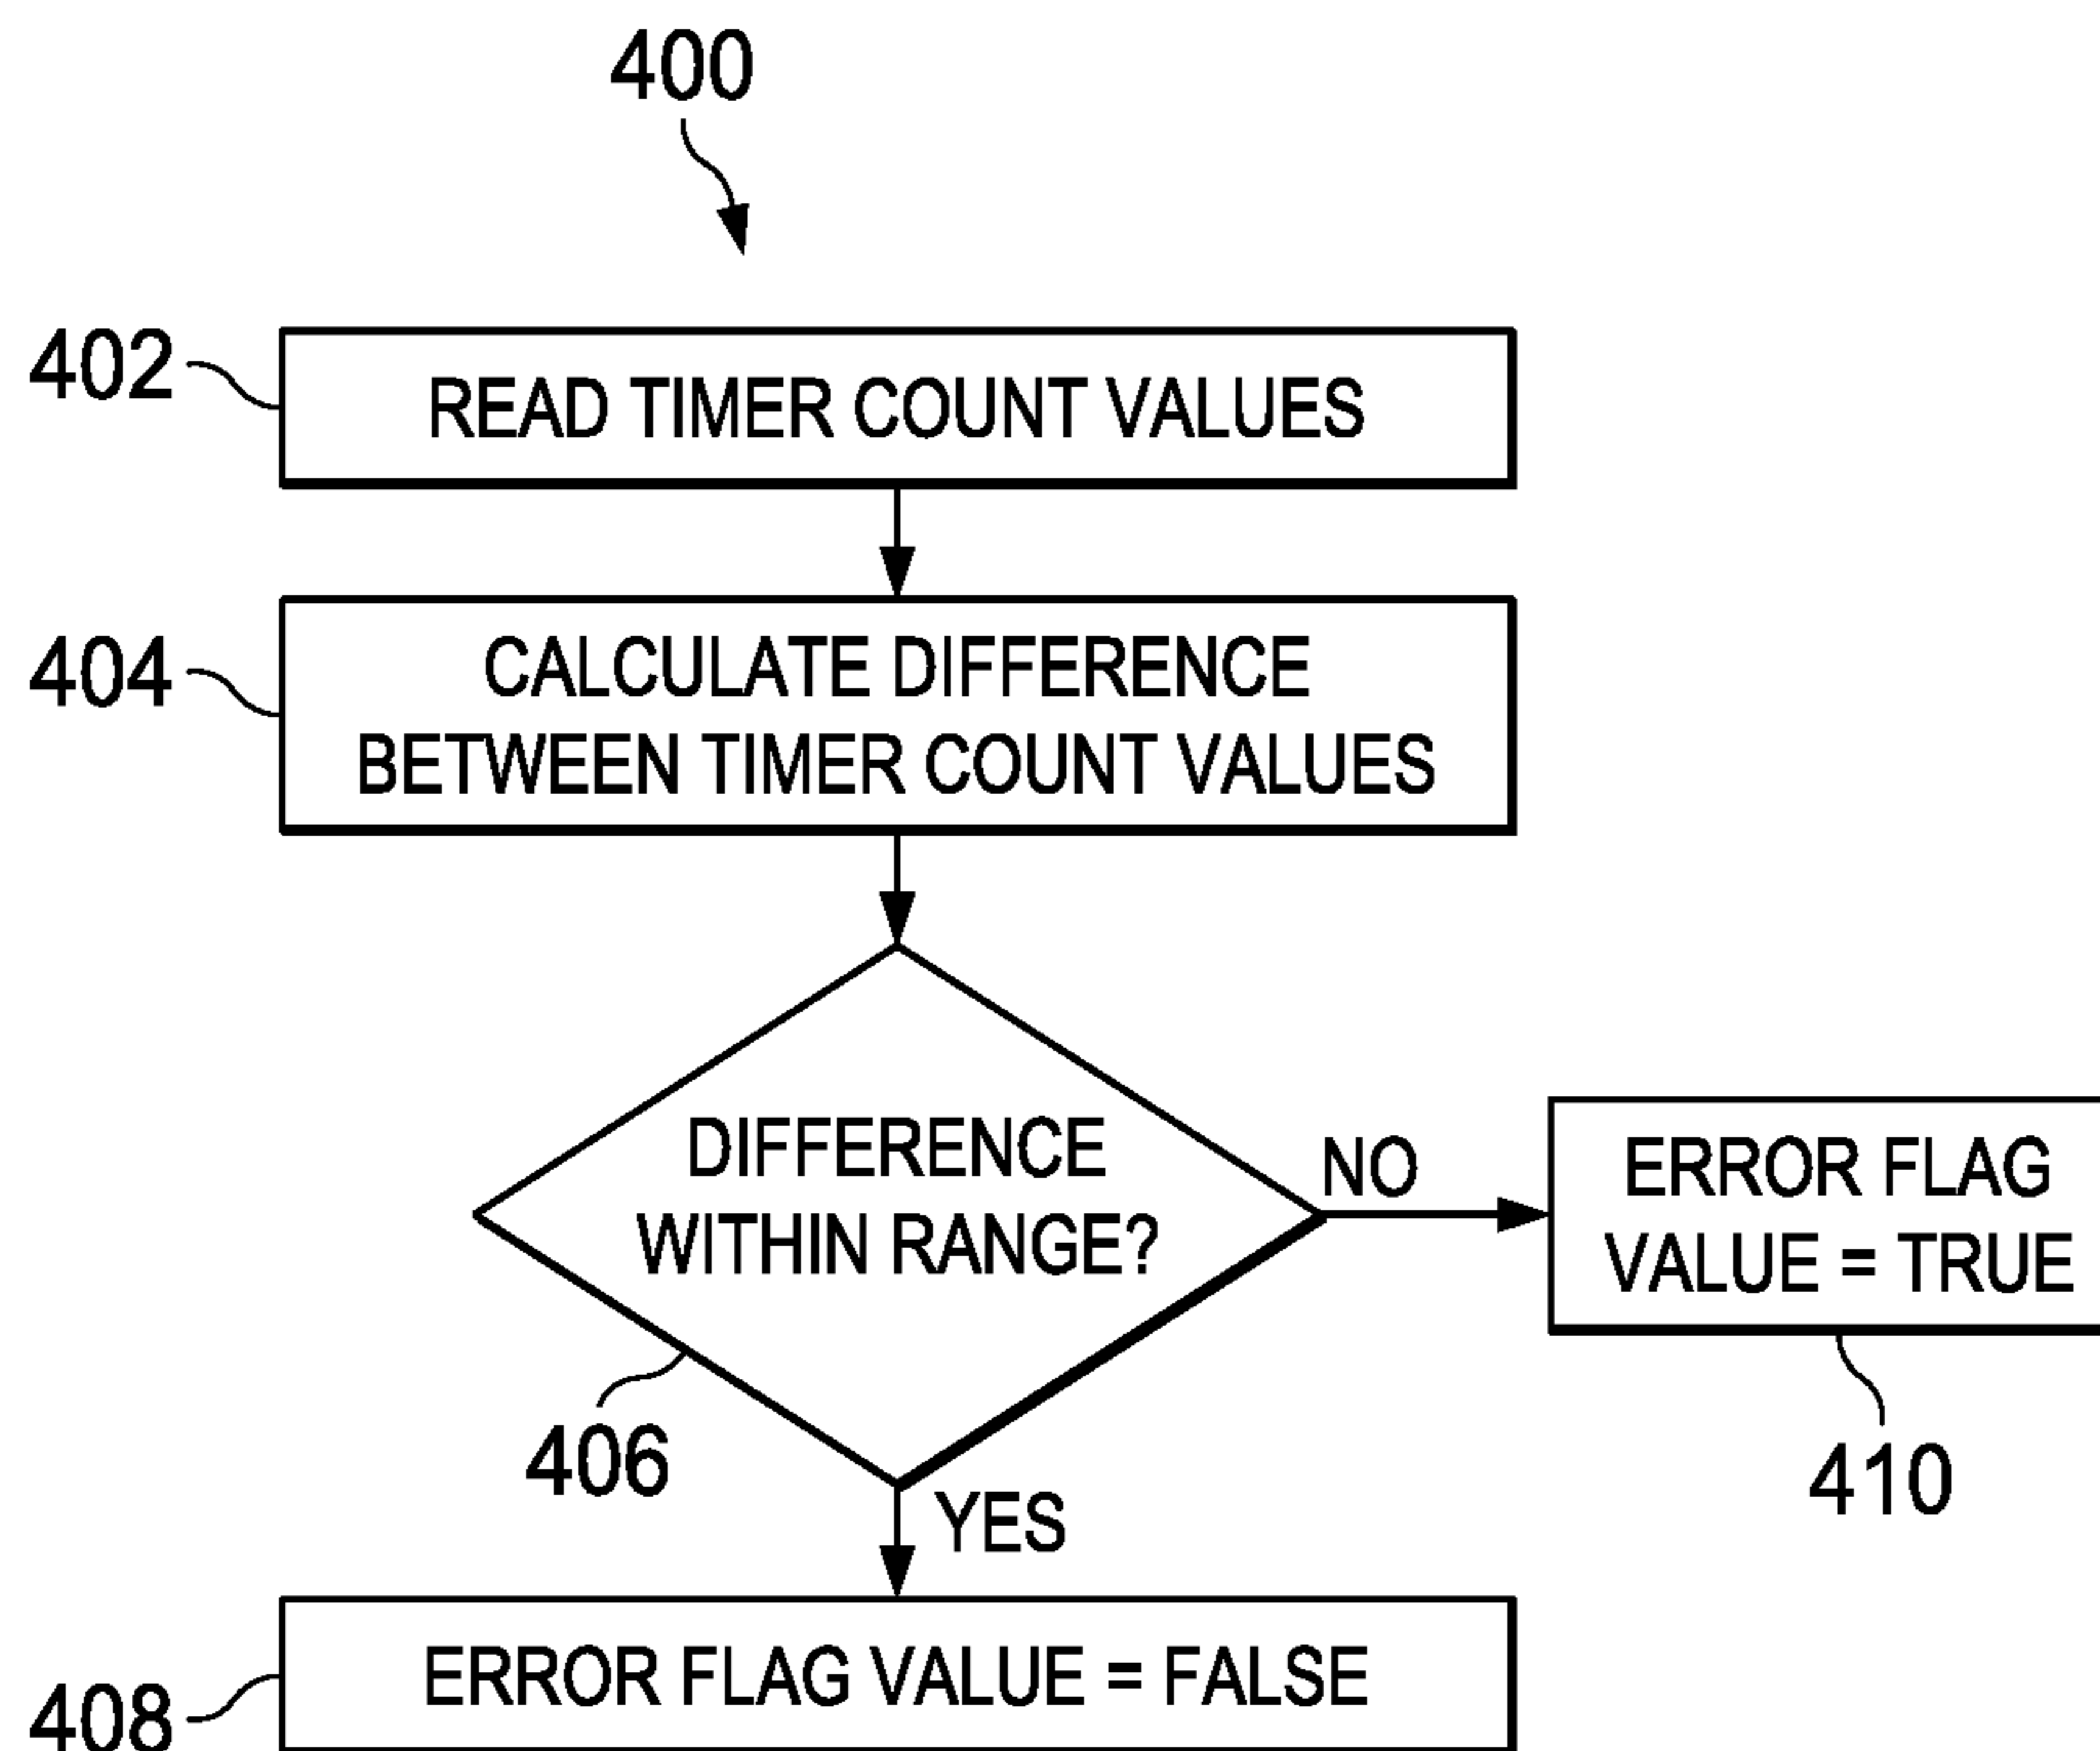 400
402
READ TIMER COUNT VALUES
404
CALCULATE DIFFERENCE
BETWEEN TIMER COUNT VALUES
DIFFERENCE
WITHIN RANGE?
NO
ERROR FLAG
VALUE = TRUE
406
410
YES
408
ERROR FLAG VALUE = FALSE